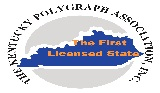 THE KENTUCKY POLYGRAPH ASSOCIATION INC.
The First
Licensed State